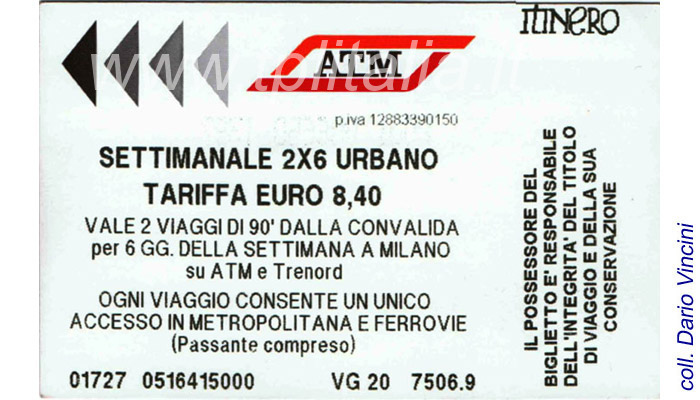 ITINERO
www.tplitalia.it
ATM
p.iva 12883390150
SETTIMANALE 2X6 URBANO
TARIFFA EURO 8,40
VALE 2 VIAGGI DI 90' DALLA CONVALIDA
per 6 GG. DELLA SETTIMANA A MILANO
su ATM e Trenord
OGNI VIAGGIO CONSENTE UN UNICO
ACCESSO IN METROPOLITANA E FERROVIE
(Passante compreso)
01727 0516415000 VG 20 7506.9
IL POSSESSORE DEL
BIGLIETTO E' RESPONSABILE
DELL'INTEGRITA' DEL TITOLO
DI VIAGGIO E DELLA SUA
CONSERVAZIONE
coll. Dario Vincini